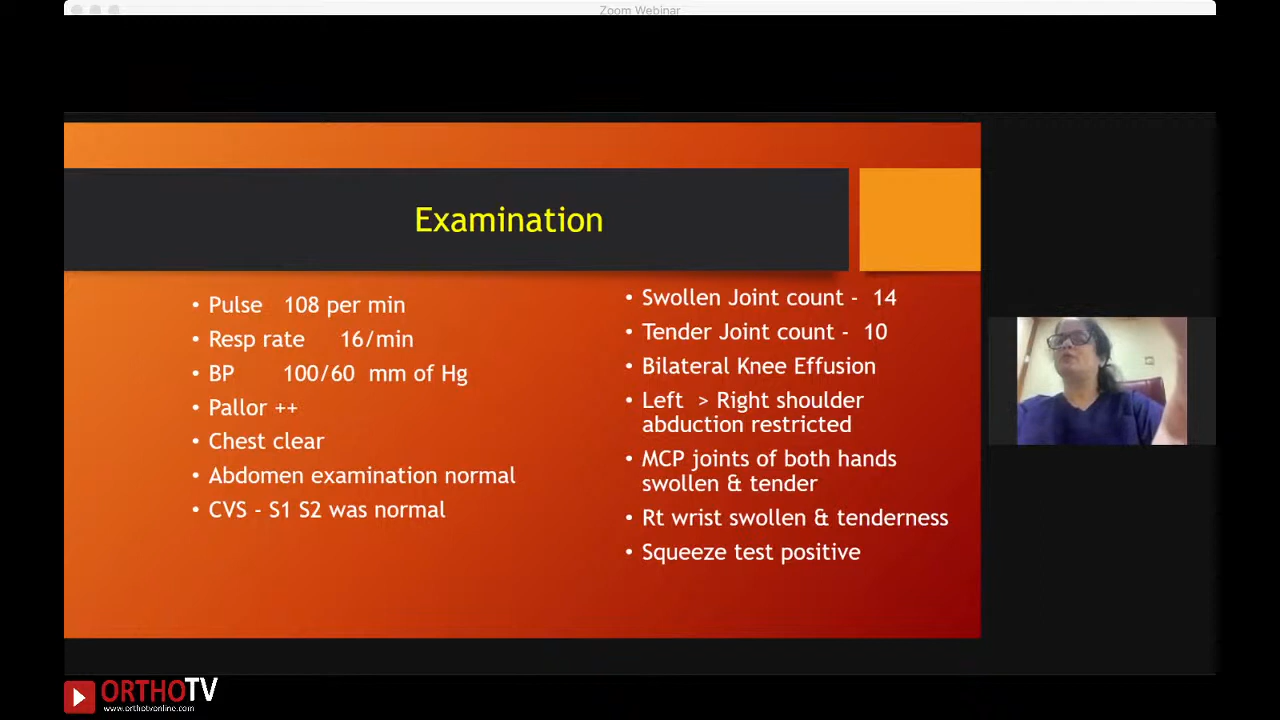 Zoom Webinar
Examination
• Pulse 108 per min
• Resp rate 16/min
• BP 100/60 mm of Hg
• Pallor ++
• Chest clear
• Abdomen examination normal
• CVS - S1 S2 was normal
• Swollen Joint count - 14
• Tender Joint count - 10
• Bilateral Knee Effusion
• Left > Right shoulder
abduction restricted
• MCP joints of both hands
swollen & tender
• Rt wrist swollen & tenderness
• Squeeze test positive
ORTHOTV
www.orthotvonline.com